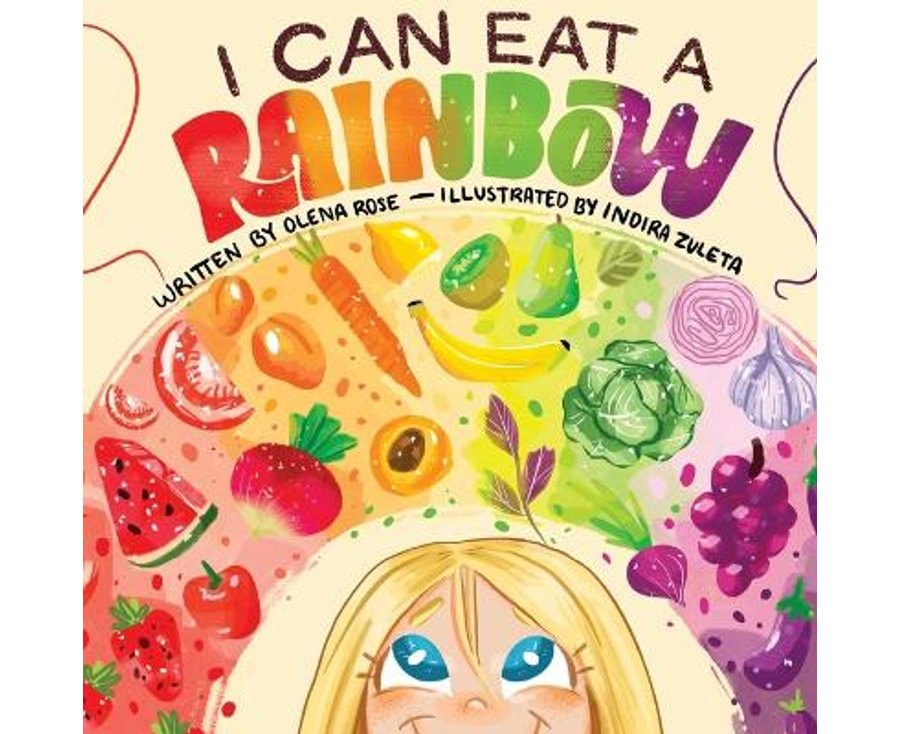 I CAN EAT A
RAINBOW
WRITTEN BY OLENA ROSE — ILLUSTRATED BY INDIRA ZULETA